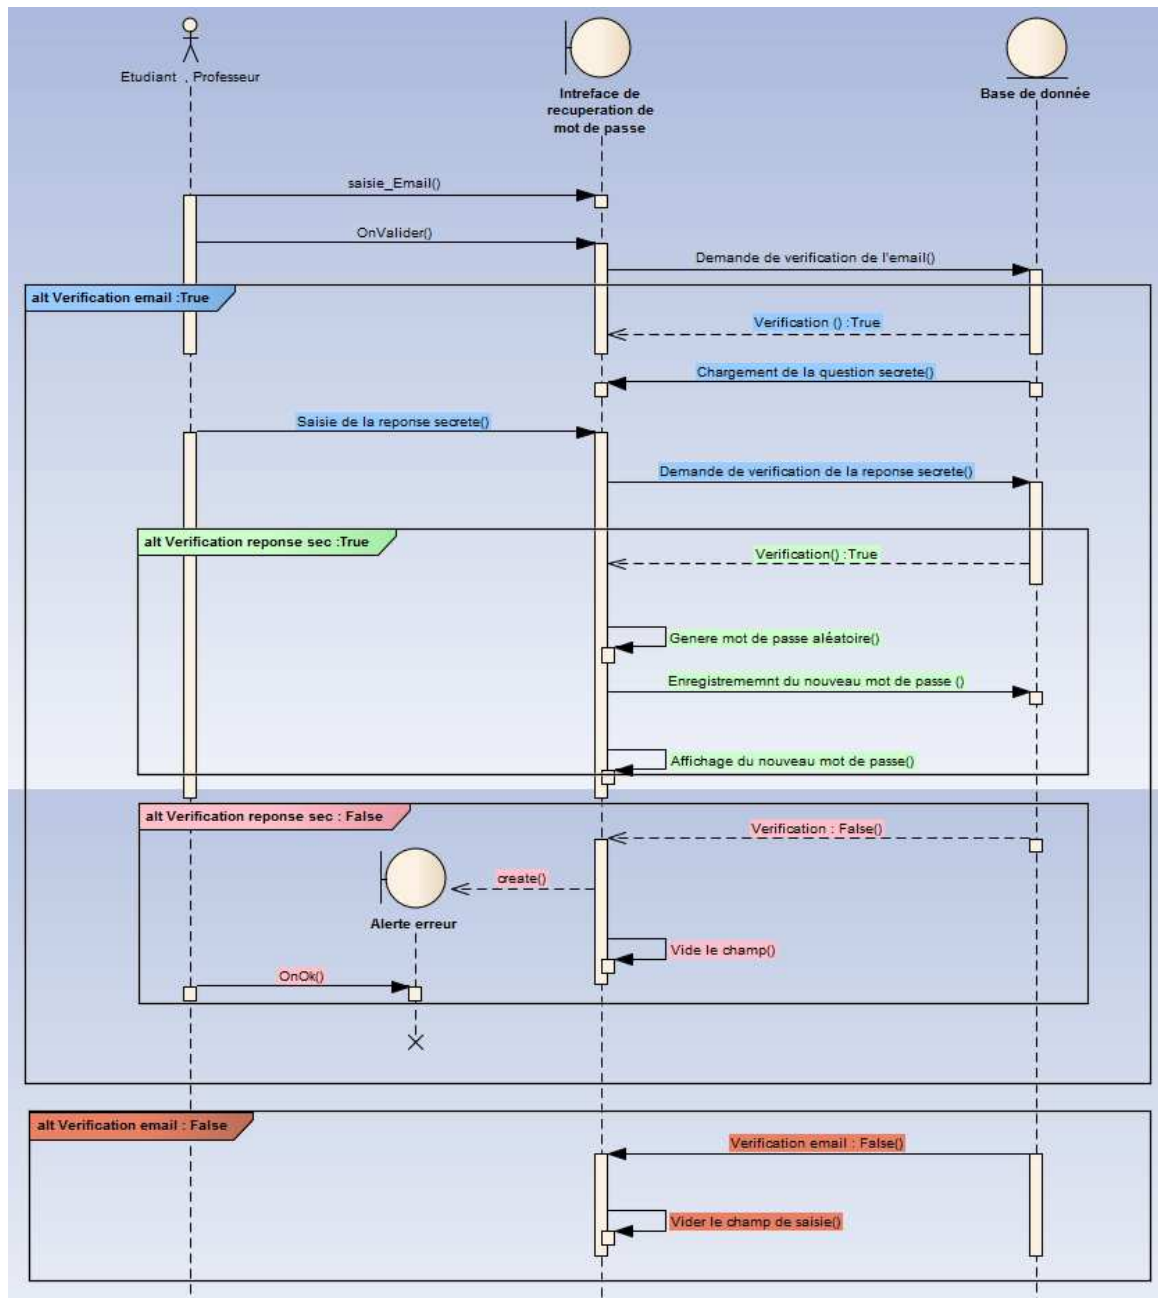 Etudiant , Professeur
Intreface de
recuperation de
mot de passe
Base de donnée
saisie_Email()
OnValider()
Demande de verification de l'email()
alt Verification email :True
Verification () :True
Chargement de la question secrete()
Saisie de la reponse secrete()
Demande de verification de la reponse secrete()
alt Verification reponse sec :True
Verification() :True
Genere mot de passe aléatoire()
Enregistrememnt du nouveau mot de passe ()
Affichage du nouveau mot de passe()
alt Verification reponse sec : False
Verification : False()
create()
Alerte erreur
Vide le champ()
OnOk()
alt Verification email : False
Verification email : False()
Vider le champ de saisie()